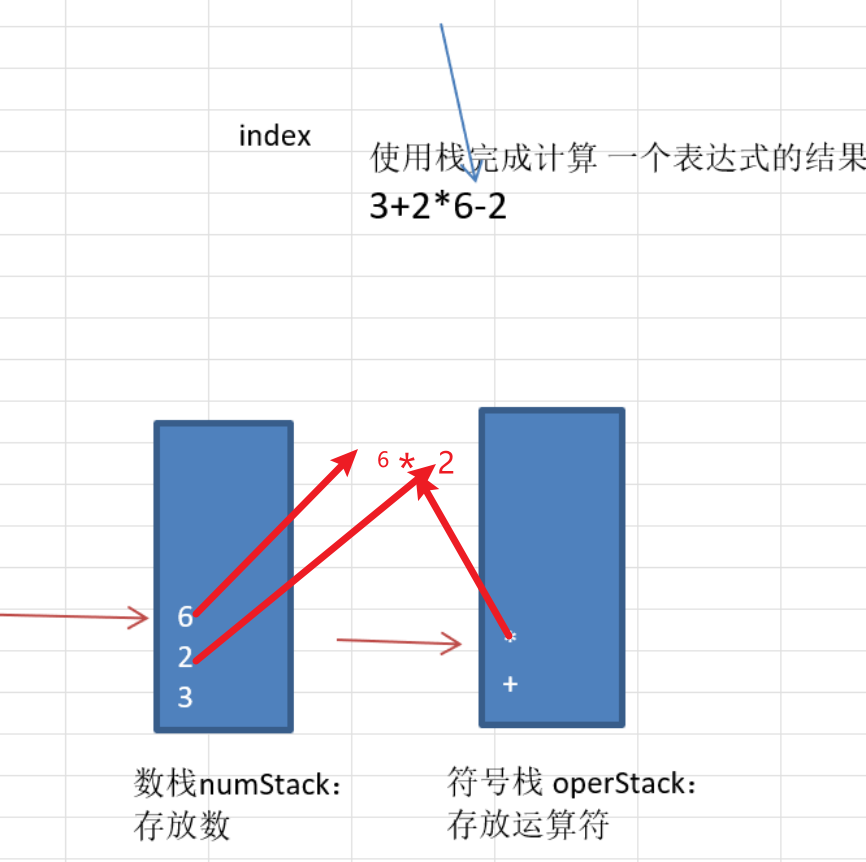 index
使用栈完成计算 一个表达式的结果
3+2*6-2
6 * 2
6
2
3
*
+
数栈numStack：
存放数
符号栈 operStack：
存放运算符